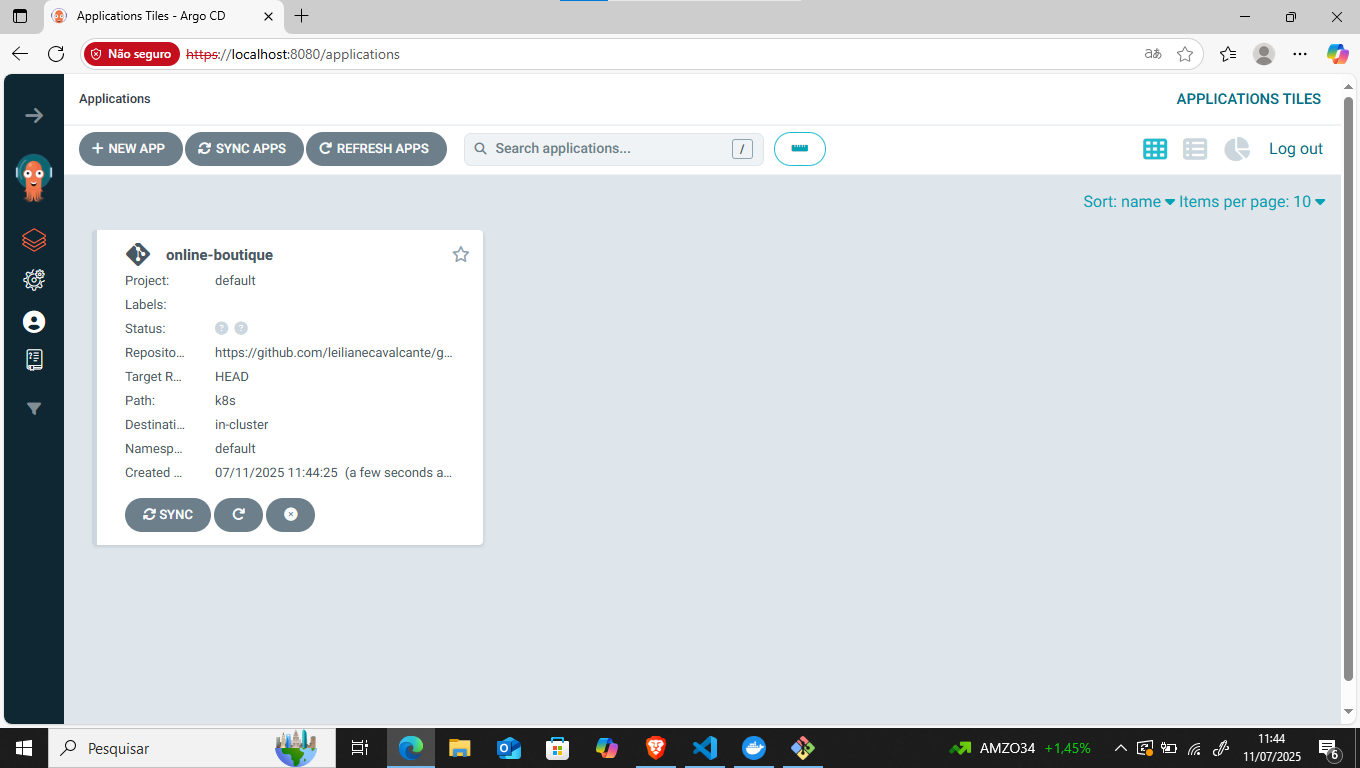 Applications Tiles - Argo CD
Não seguro https://localhost:8080/applications
Applications
APPLICATIONS TILES
NEW APP SYNC APPS REFRESH APPS Search applications... / Log out
Sort: name Items per page: 10
online-boutique
Project: default
Labels:
Status: ? ?
Reposito... https://github.com/leilianecavalcante/g...
Target R... HEAD
Path: k8s
Destinati... in-cluster
Namesp... default
Created ... 07/11/2025 11:44:25 (a few seconds a...
SYNC
Pesquisar
AMZO34 +1,45%
11:44
11/07/2025
6